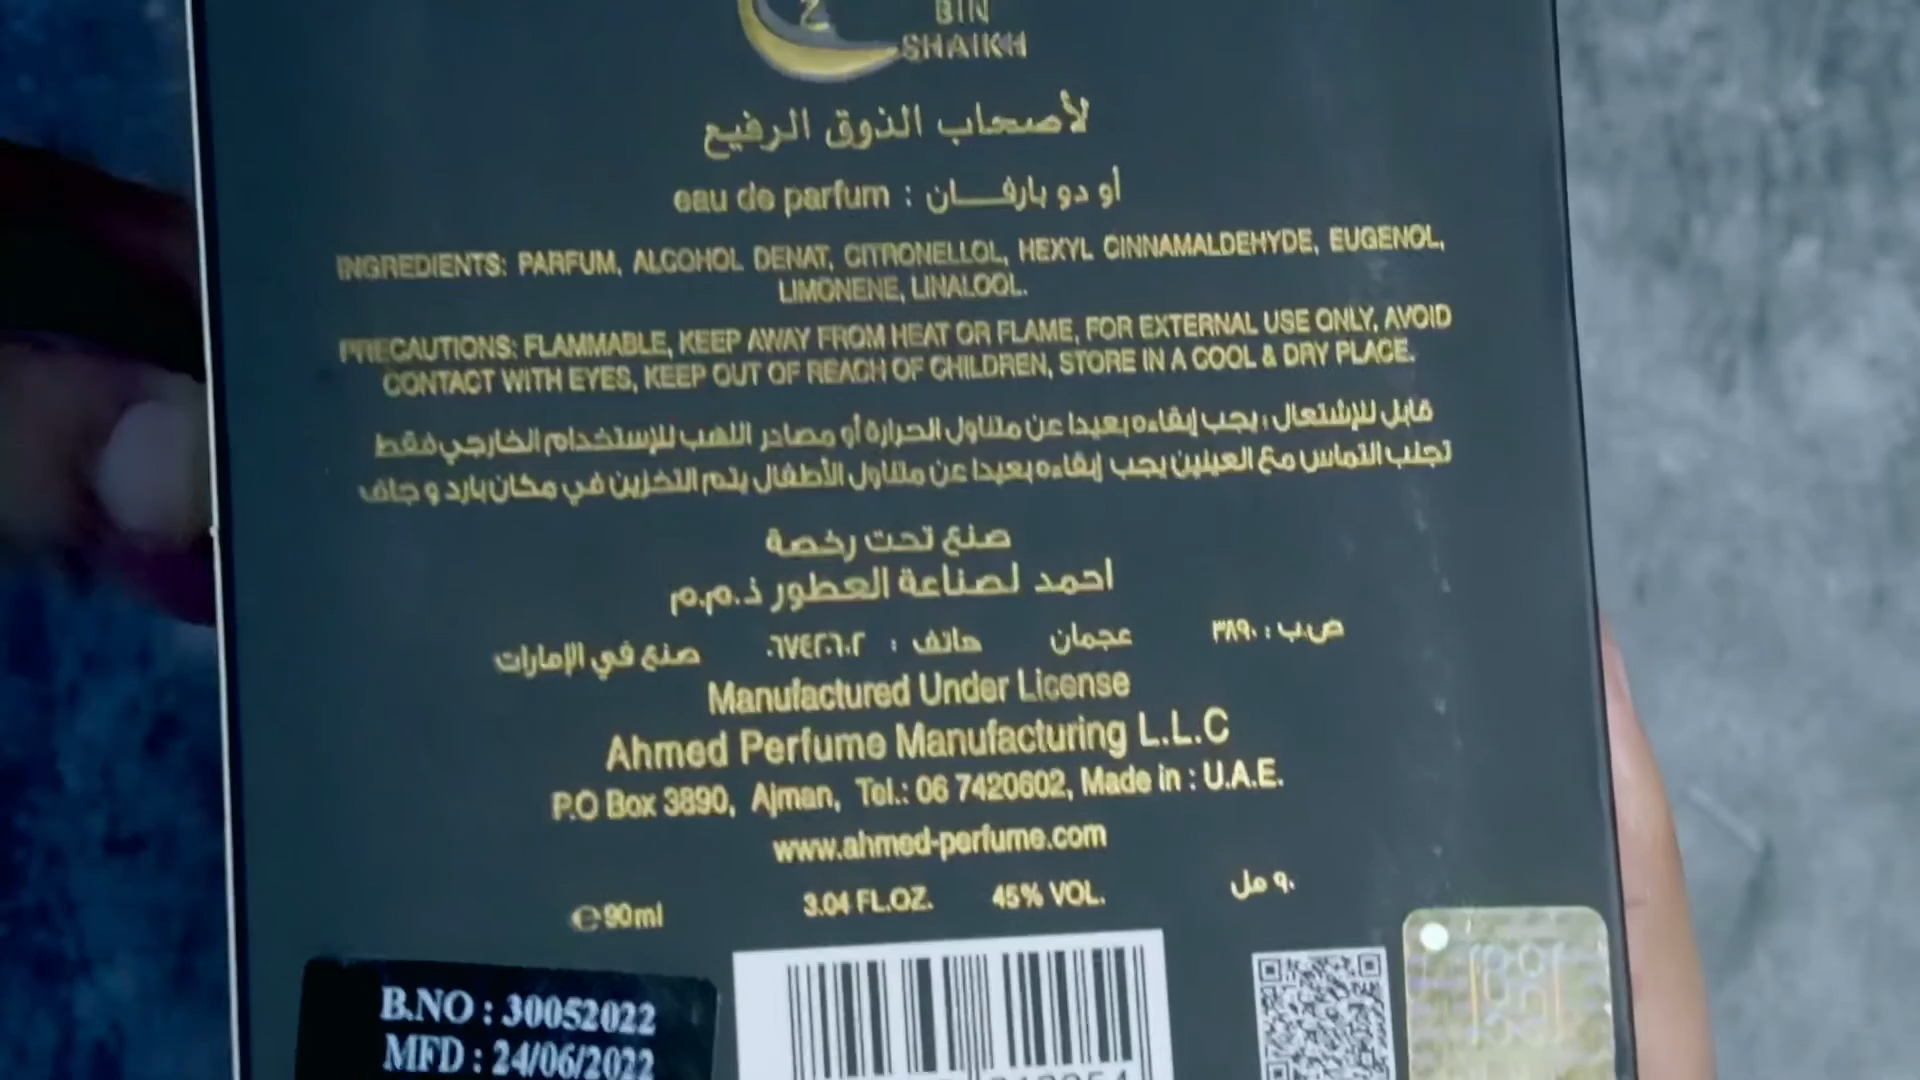 2
BIN
SHAIKH
لأصحاب الذوق الرفيع
eau de parfum : أو دو بارفـــان
INGREDIENTS: PARFUM, ALCOHOL DENAT, CITRONELLOL, HEXYL CINNAMALDEHYDE, EUGENOL,
LIMONENE, LINALOOL.
PRECAUTIONS: FLAMMABLE, KEEP AWAY FROM HEAT OR FLAME, FOR EXTERNAL USE ONLY, AVOID
CONTACT WITH EYES, KEEP OUT OF REACH OF CHILDREN, STORE IN A COOL & DRY PLACE.
قابل للإشتعال، يجب إبقاءه بعيدا عن متناول الحرارة أو مصادر اللهب للإستخدام الخارجي فقط
تجنب التماس مع العينين يجب إبقاءه بعيدا عن متناول الأطفال يتم التخزين في مكان بارد و جاف
صنع تحت رخصة
احمد لصناعة العطور ذ.م.م
ص.ب : ٣٨٩٠ عجمان هاتف : ٠٦٧٤٢٠٦٠٢ صنع في الإمارات
Manufactured Under License
Ahmed Perfume Manufacturing L.L.C
P.O Box 3890, Ajman, Tel.: 06 7420602, Made in : U.A.E.
www.ahmed-perfume.com
℮90ml 3.04 FL.OZ. 45% VOL. ٩٠ مل
B.NO : 30052022
MFD : 24/06/2022